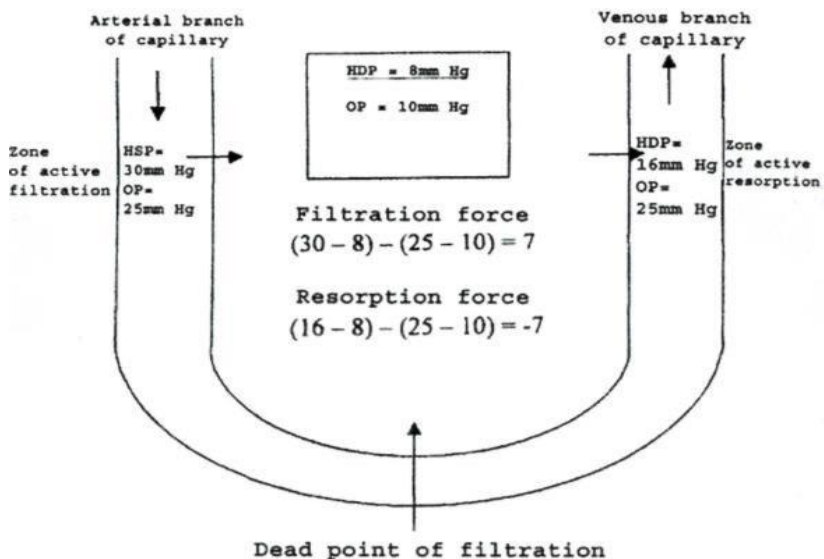 Arterial branch
of capillary
Venous branch
of capillary
HDP = 8mm Hg
OP = 10mm Hg
Zone
of active
filtration
HSP=
30mm Hg
OP=
25mm Hg
HDP=
16mm Hg
OP=
25mm Hg
Zone
of active
resorption
Filtration force
(30 – 8) – (25 – 10) = 7
Resorption force
(16 – 8) – (25 – 10) = -7
Dead point of filtration